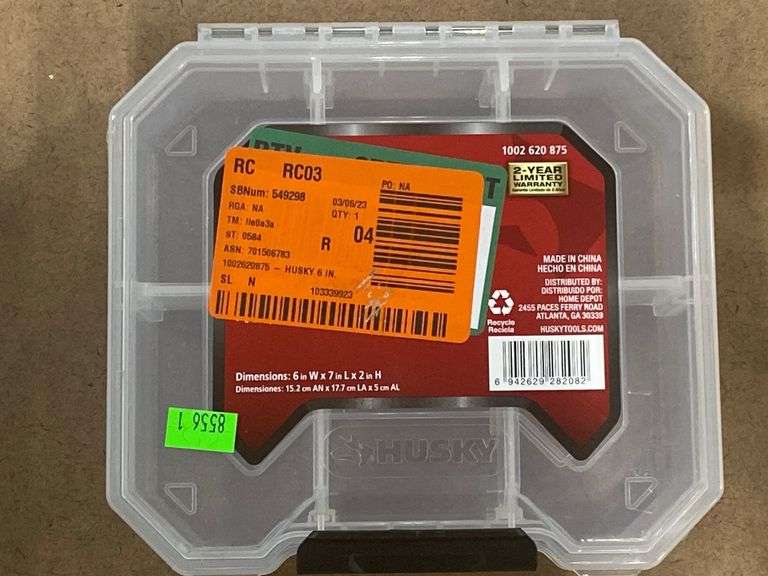 1002 620 875
2-YEAR
LIMITED
WARRANTY
RC RC03
SBNum: 549298
03/06/23
PO: NA
RGA: NA
QTY: 1
ST: 0584
R 04
ASN: 701506783
1002620875 - HUSKY 6 IN.
SL N 103339923
MADE IN CHINA
HECHO EN CHINA
DISTRIBUTED BY:
DISTRIBUIDO POR:
HOME DEPOT
2455 PACES FERRY ROAD
ATLANTA, GA 30339
HUSKYTOOLS.COM
Recycle
Recicla
6 942629 282082
Dimensions: 6 in W x 7 in L x 2 in H
Dimensiones: 15.2 cm AN x 17.7 cm LA x 5 cm AL
8556 1
HUSKY